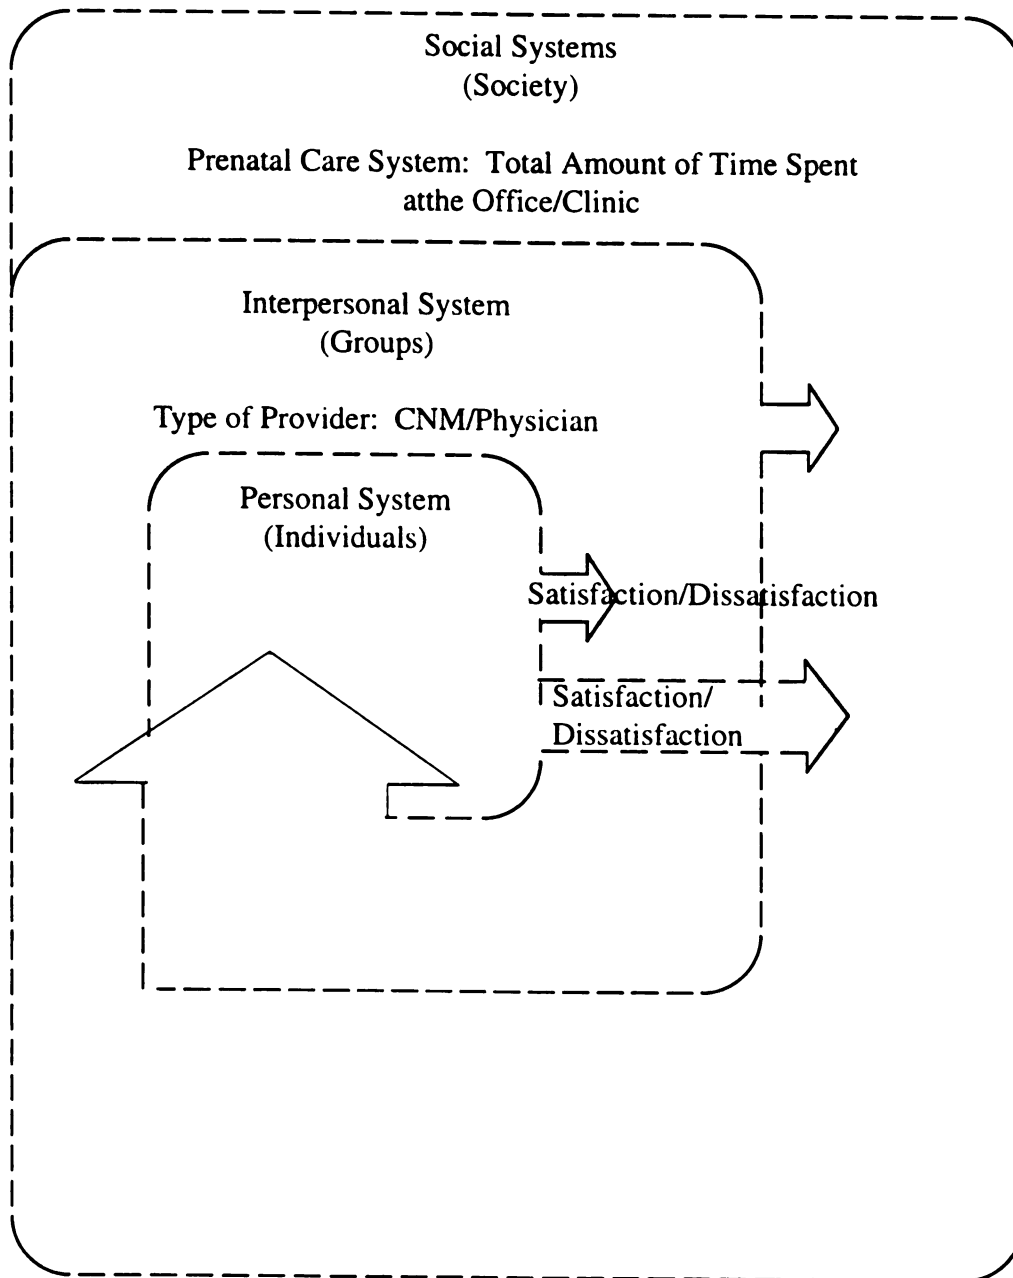 Social Systems
(Society)
Prenatal Care System: Total Amount of Time Spent
atthe Office/Clinic
Interpersonal System
(Groups)
Type of Provider: CNM/Physician
Personal System
(Individuals)
Satisfaction/Dissatisfaction
Satisfaction/
Dissatisfaction